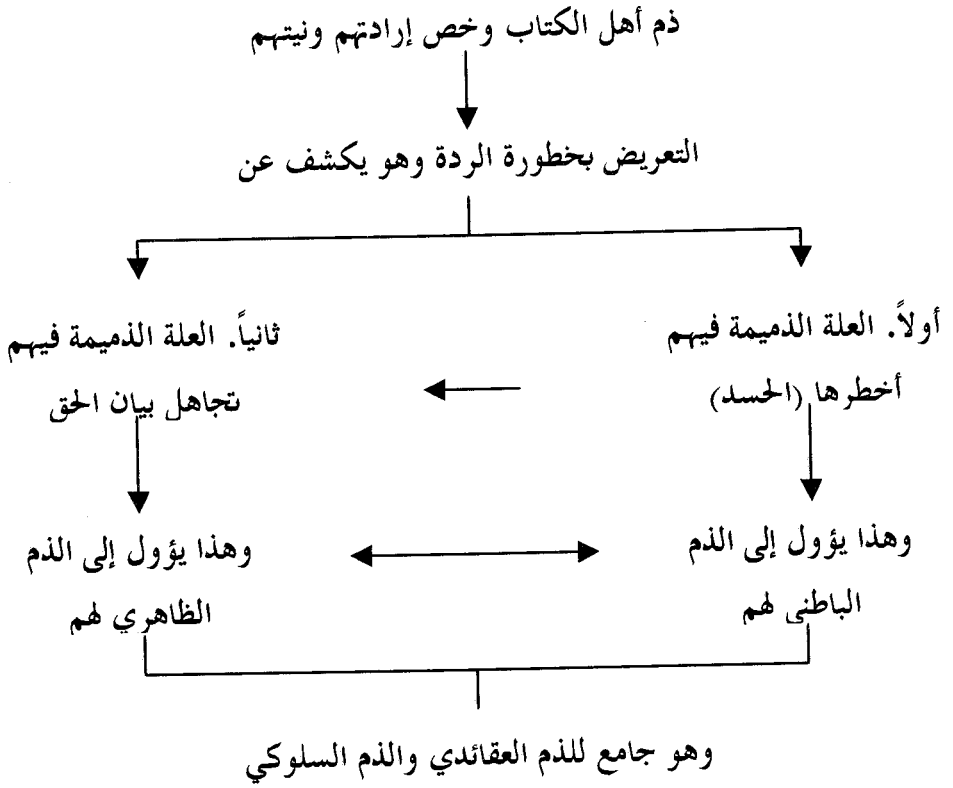 ذم أهل الكتاب وخص إرادتهم ونيتهم
التعريض بخطورة الردة وهو يكشف عن
أولاً. العلة الذميمة فيهم
أخطرها (الحسد)
ثانياً. العلة الذميمة فيهم
تجاهل بيان الحق
وهذا يؤول إلى الذم
الباطني لهم
وهذا يؤول إلى الذم
الظاهري لهم
وهو جامع للذم العقائدي والذم السلوكي